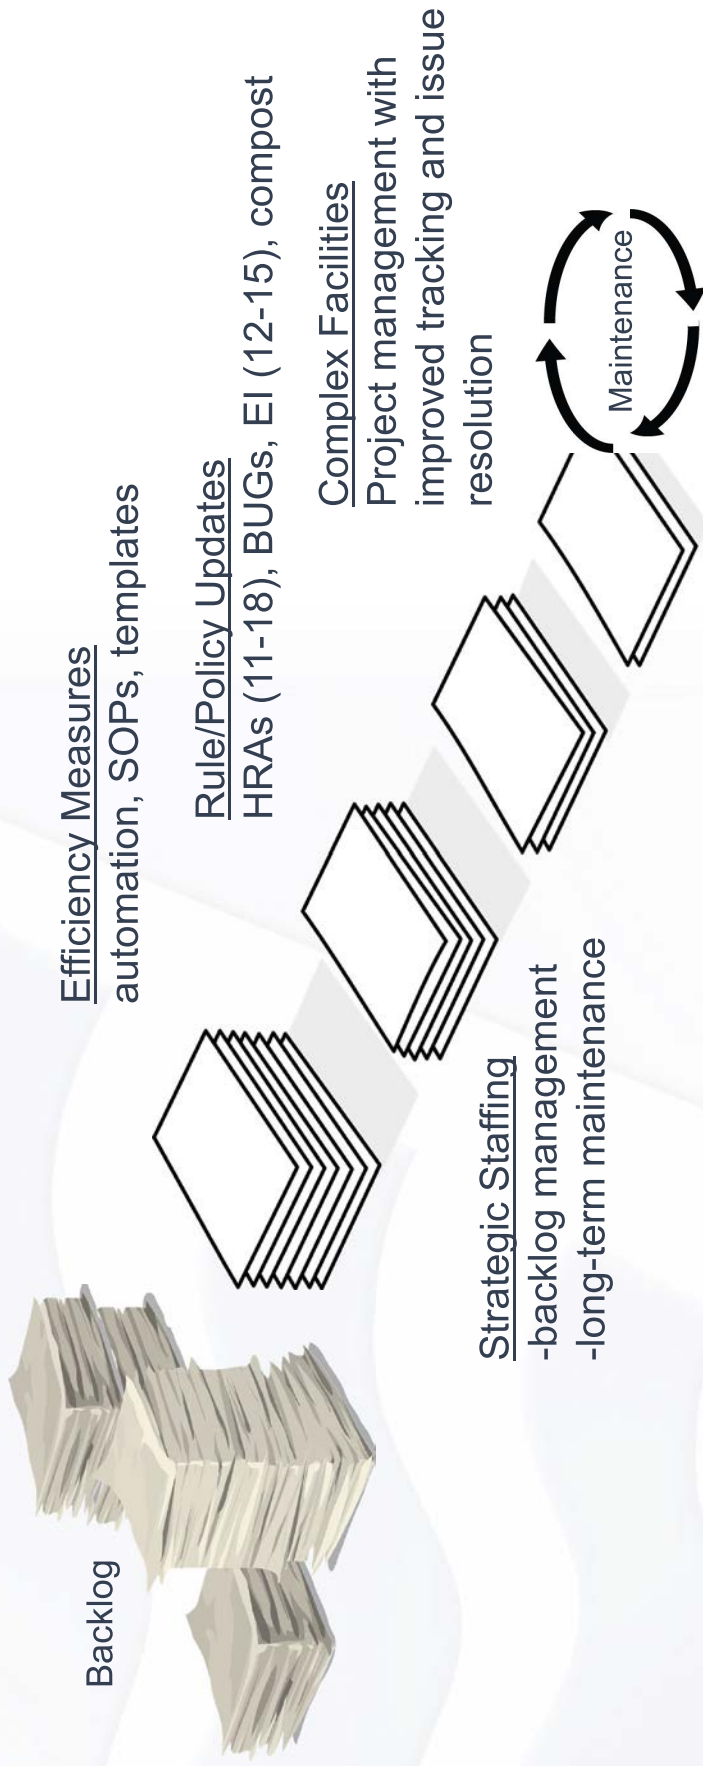 Backlog
Efficiency Measures
automation, SOPs, templates
Rule/Policy Updates
HRAs (11-18), BUGs, EI (12-15), compost
Complex Facilities
Project management with
improved tracking and issue
resolution
Strategic Staffing
-backlog management
-long-term maintenance
Maintenance